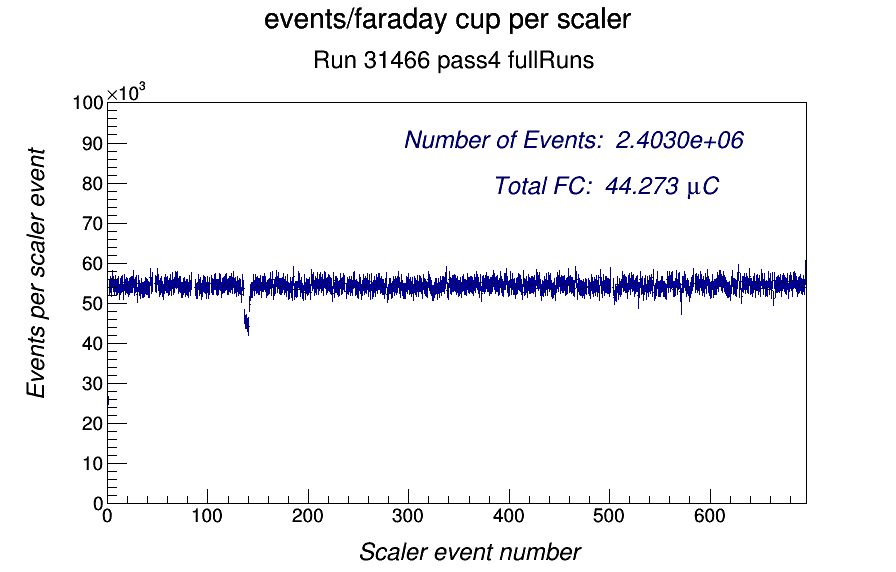 events/faraday cup per scaler
Run 31466 pass4 fullRuns
×10³
100
90
80
70
60
50
40
30
20
10
0
Number of Events: 2.4030e+06
Total FC: 44.273 μC
Events per scaler event
0 100 200 300 400 500 600
Scaler event number